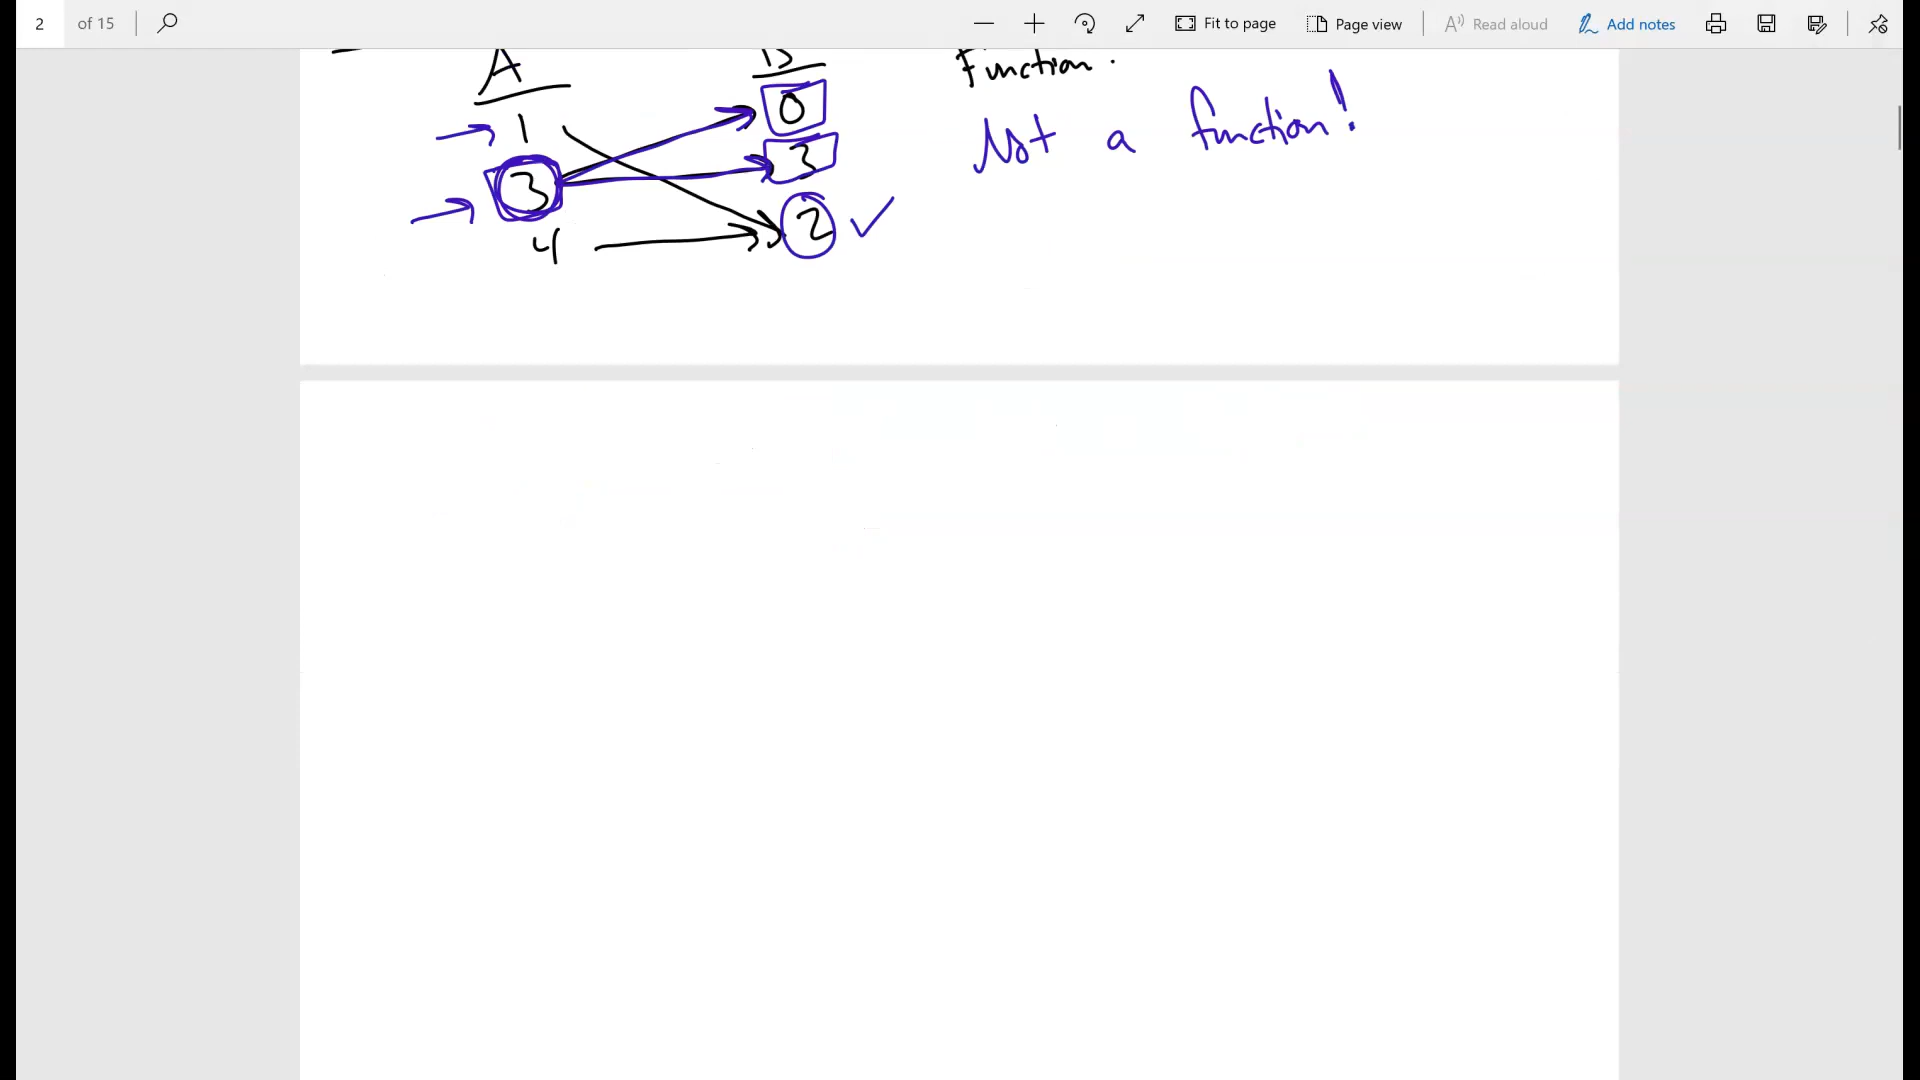 2 of 15 Fit to page Page view Read aloud Add notes
A B Function.
0 Not a function!
1
3 3
2
4